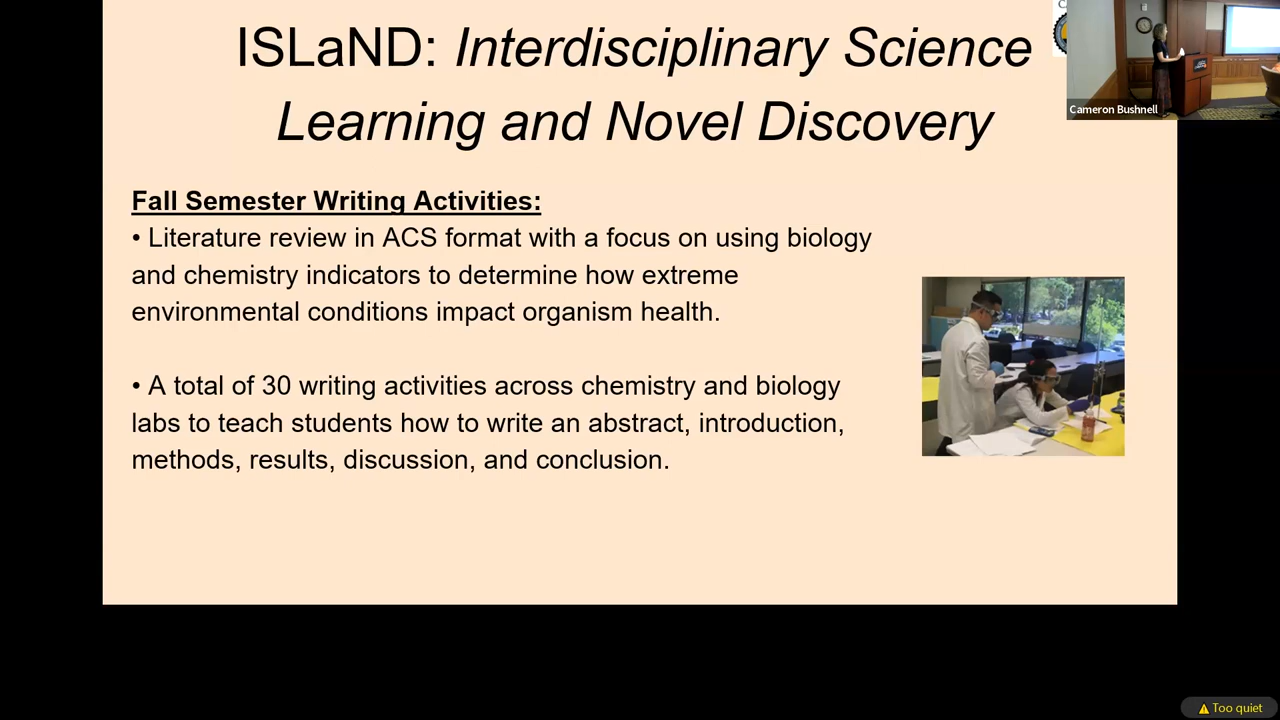 ISLaND: Interdisciplinary Science
Learning and Novel Discovery
Cameron Bushnell
Fall Semester Writing Activities:
• Literature review in ACS format with a focus on using biology
and chemistry indicators to determine how extreme
environmental conditions impact organism health.
• A total of 30 writing activities across chemistry and biology
labs to teach students how to write an abstract, introduction,
methods, results, discussion, and conclusion.
Too quiet